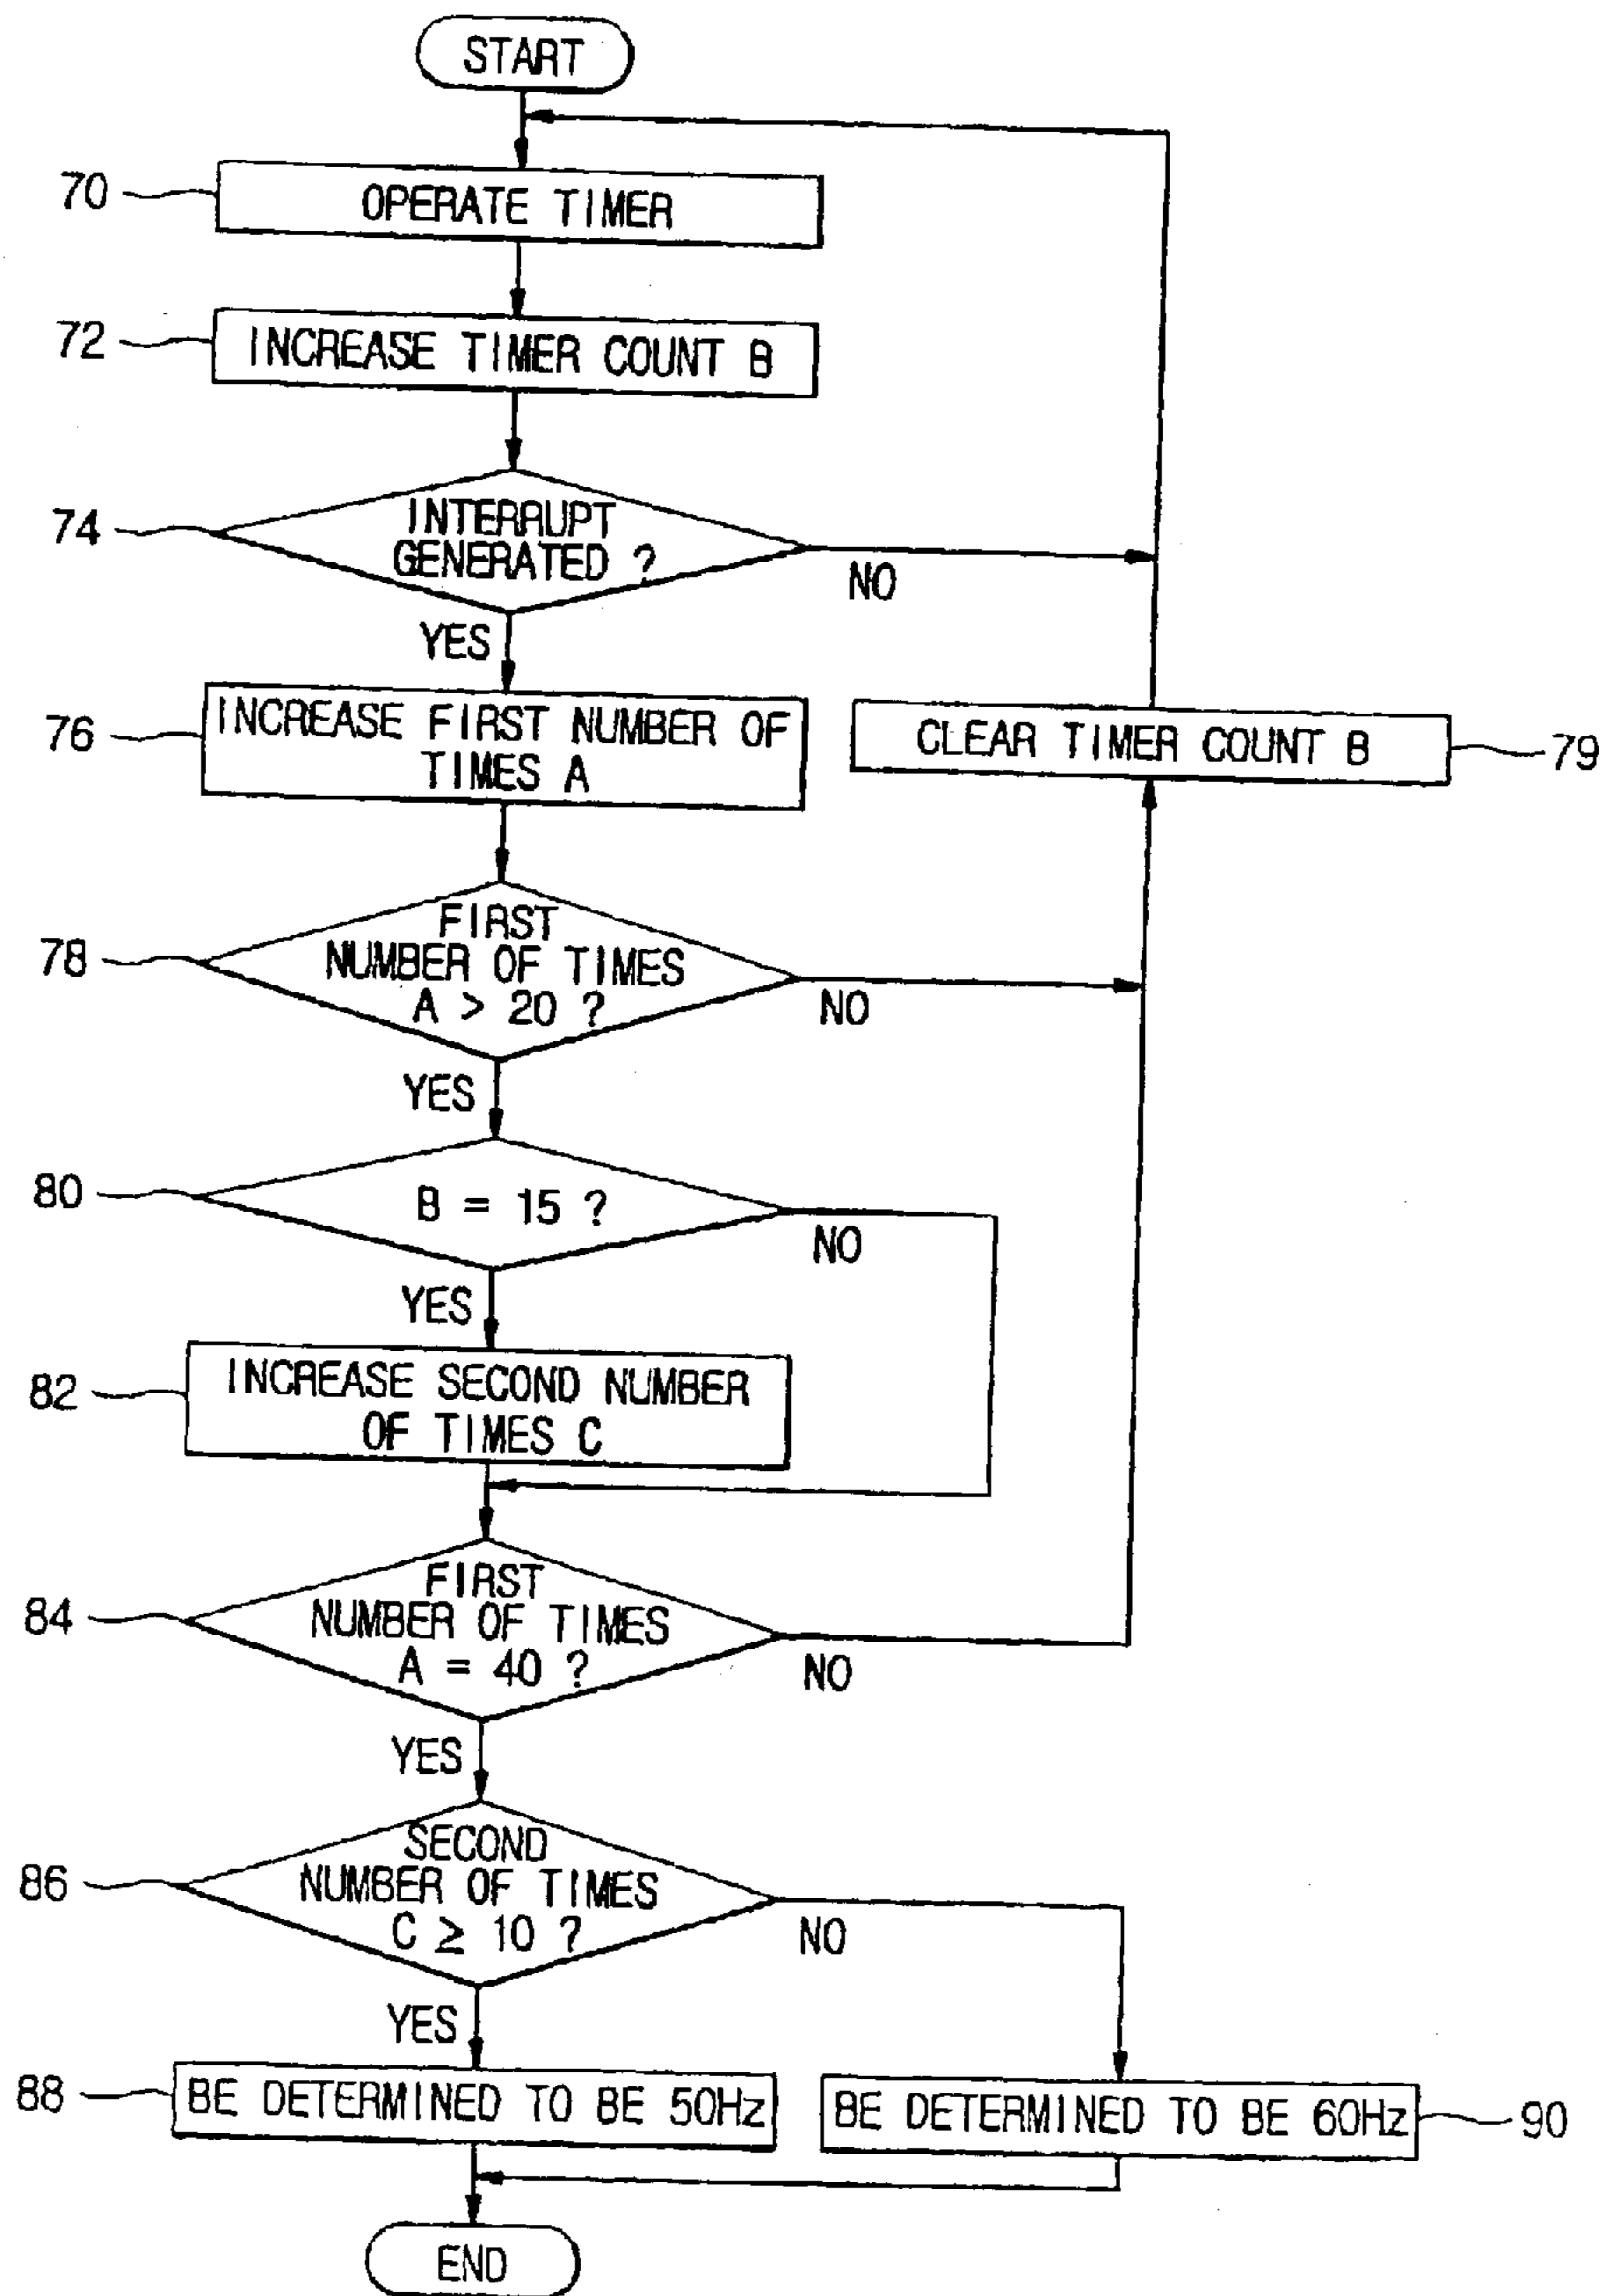 START
70
OPERATE TIMER
72
INCREASE TIMER COUNT B
74
INTERRUPT
GENERATED ?
NO
YES
76
INCREASE FIRST NUMBER OF
TIMES A
CLEAR TIMER COUNT B
79
78
FIRST
NUMBER OF TIMES
A > 20 ?
NO
YES
80
B = 15 ?
NO
YES
82
INCREASE SECOND NUMBER
OF TIMES C
84
FIRST
NUMBER OF TIMES
A = 40 ?
NO
YES
86
SECOND
NUMBER OF TIMES
C ≥ 10 ?
NO
YES
88
BE DETERMINED TO BE 50Hz
BE DETERMINED TO BE 60Hz
90
END